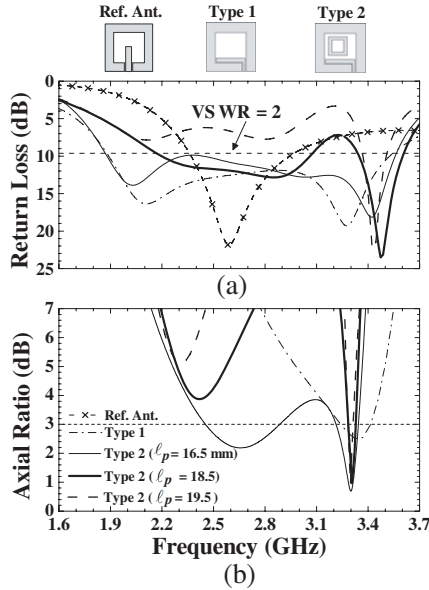 Ref. Ant. Type 1 Type 2
(a)
0
5
10
15
20
25
Return Loss (dB)
VSWR = 2
(a)
7
6
5
4
3
2
1
0
Axial Ratio (dB)
Ref. Ant.
Type 1
Type 2 (ℓp = 16.5 mm)
Type 2 (ℓp = 18.5)
Type 2 (ℓp = 19.5)
1.6 1.9 2.2 2.5 2.8 3.1 3.4 3.7
Frequency (GHz)
(b)